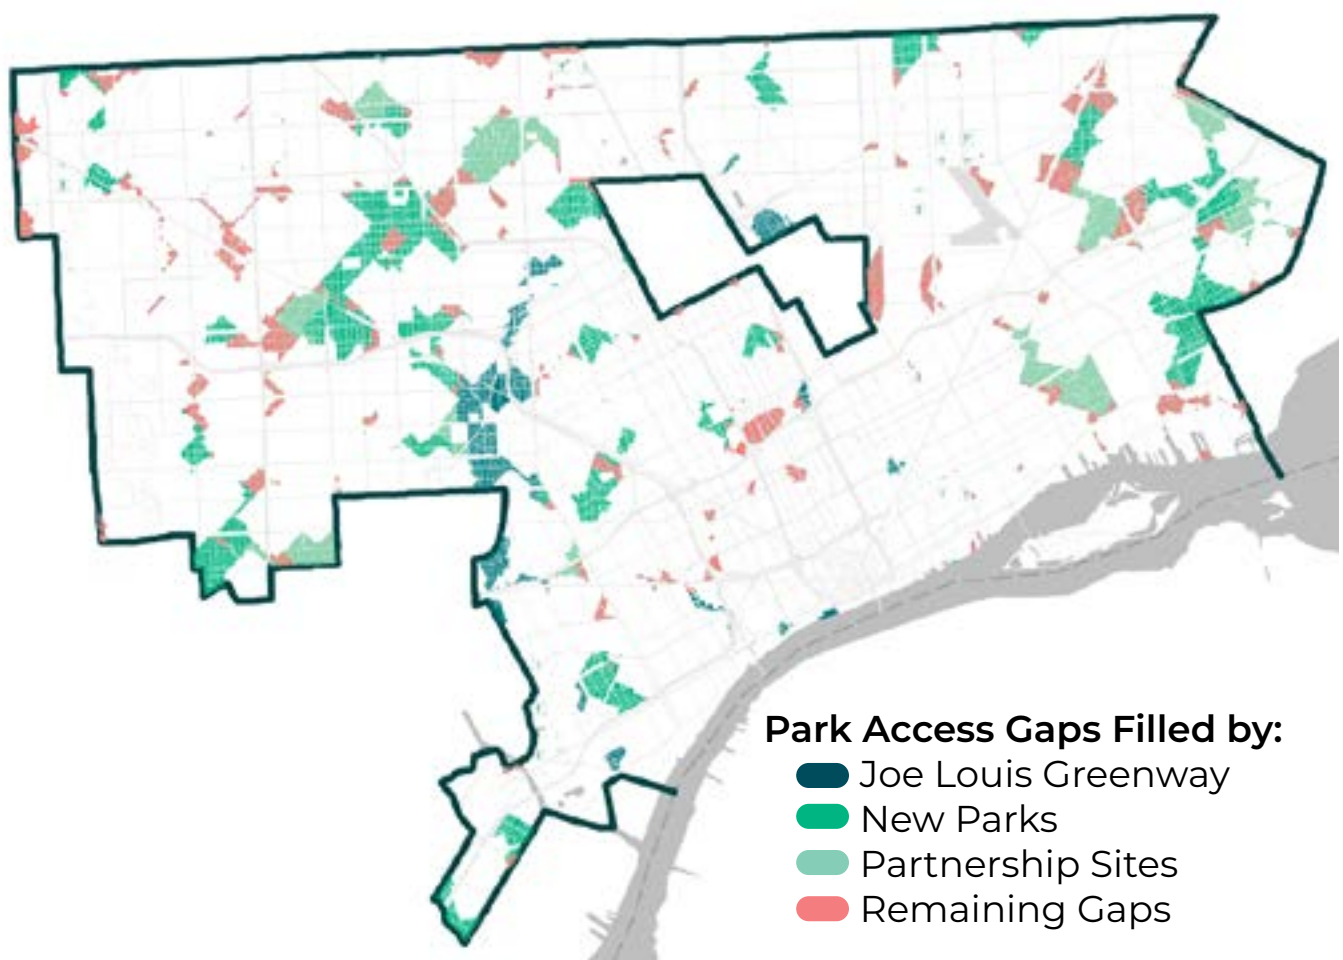 Park Access Gaps Filled by:
Joe Louis Greenway
New Parks
Partnership Sites
Remaining Gaps